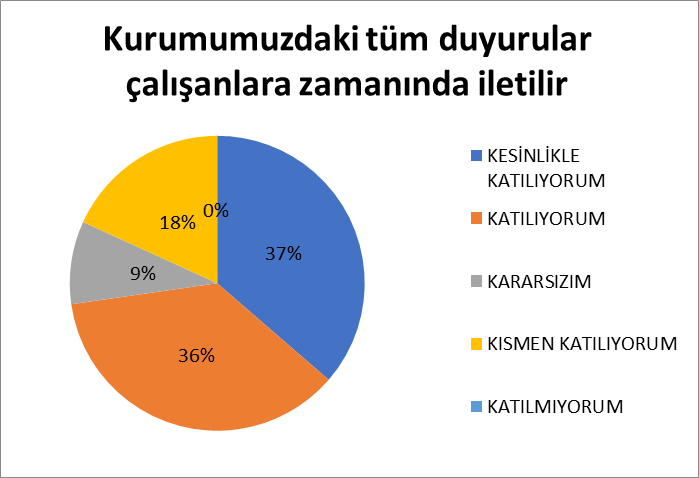 Kurumumuzdaki tüm duyurular
çalışanlara zamanında iletilir
KESİNLİKLE
KATILIYORUM
KATILIYORUM
KARARSIZIM
KISMEN KATILIYORUM
KATILMIYORUM
0%
18%
37%
9%
36%